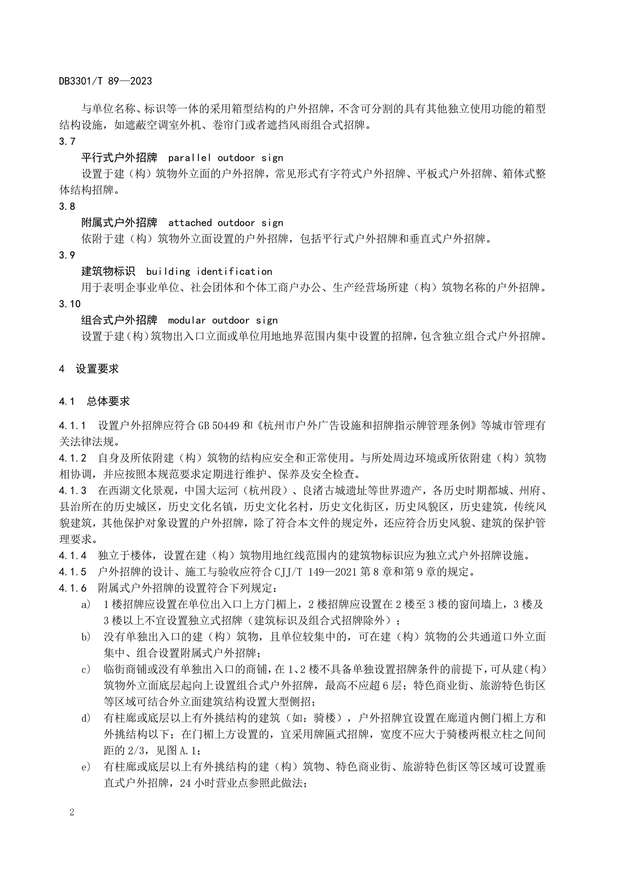 DB3301/T 89—2023
与单位名称、标识等一体的采用箱型结构的户外招牌，不含可分割的具有其他独立使用功能的箱型
结构设施，如遮蔽空调室外机、卷帘门或者遮挡风雨组合式招牌。
3.7
平行式户外招牌 parallel outdoor sign
设置于建（构）筑物外立面的户外招牌，常见形式有字符式户外招牌、平板式户外招牌、箱体式整
体结构招牌。
3.8
附属式户外招牌 attached outdoor sign
依附于建（构）筑物外立面设置的户外招牌，包括平行式户外招牌和垂直式户外招牌。
3.9
建筑物标识 building identification
用于表明企事业单位、社会团体和个体工商户办公、生产经营场所建（构）筑物名称的户外招牌。
3.10
组合式户外招牌 modular outdoor sign
设置于建（构）筑物出入口立面或单位用地地界范围内集中设置的招牌，包含独立组合式户外招牌。
4 设置要求
4.1 总体要求
4.1.1 设置户外招牌应符合 GB 50449 和《杭州市户外广告设施和招牌指示牌管理条例》等城市管理有
关法律法规。
4.1.2 自身及所依附建（构）筑物的结构应安全和正常使用。与所处周边环境或所依附建（构）筑物
相协调，并应按照本规范要求定期进行维护、保养及安全检查。
4.1.3 在西湖文化景观，中国大运河（杭州段）、良渚古城遗址等世界遗产，各历史时期都城、州府、
县治所在的历史城区，历史文化名镇，历史文化名村，历史文化街区，历史风貌区，历史建筑，传统风
貌建筑，其他保护对象设置的户外招牌，除了符合本文件的规定外，还应符合历史风貌、建筑的保护管
理要求。
4.1.4 独立于楼体，设置在建（构）筑物用地红线范围内的建筑物标识应为独立式户外招牌设施。
4.1.5 户外招牌的设计、施工与验收应符合 CJJ/T 149—2021 第 8 章和第 9 章的规定。
4.1.6 附属式户外招牌的设置符合下列规定：
a) 1 楼招牌应设置在单位出入口上方门楣上，2 楼招牌应设置在 2 楼至 3 楼的窗间墙上，3 楼及
3 楼以上不宜设置独立式招牌（建筑标识及组合式招牌除外）；
b) 没有单独出入口的建（构）筑物，且单位较集中的，可在建（构）筑物的公共通道口外立面
集中、组合设置附属式户外招牌；
c) 临街商铺或没有单独出入口的商铺，在 1、2 楼不具备单独设置招牌条件的前提下，可从建（构）
筑物外立面底层起向上设置组合式户外招牌，最高不应超 6 层；特色商业街、旅游特色街区
等区域可结合外立面建筑结构设置大型侧招；
d) 有柱廊或底层以上有外挑结构的建筑（如：骑楼），户外招牌宜设置在廊道内侧门楣上方和
外挑结构以下；在门楣上方设置的，宜采用牌匾式招牌，宽度不应大于骑楼两根立柱之间间
距的 2/3，见图 A.1；
e) 有柱廊或底层以上有外挑结构的建（构）筑物、特色商业街、旅游特色街区等区域可设置垂
直式户外招牌，24 小时营业点参照此做法；
2